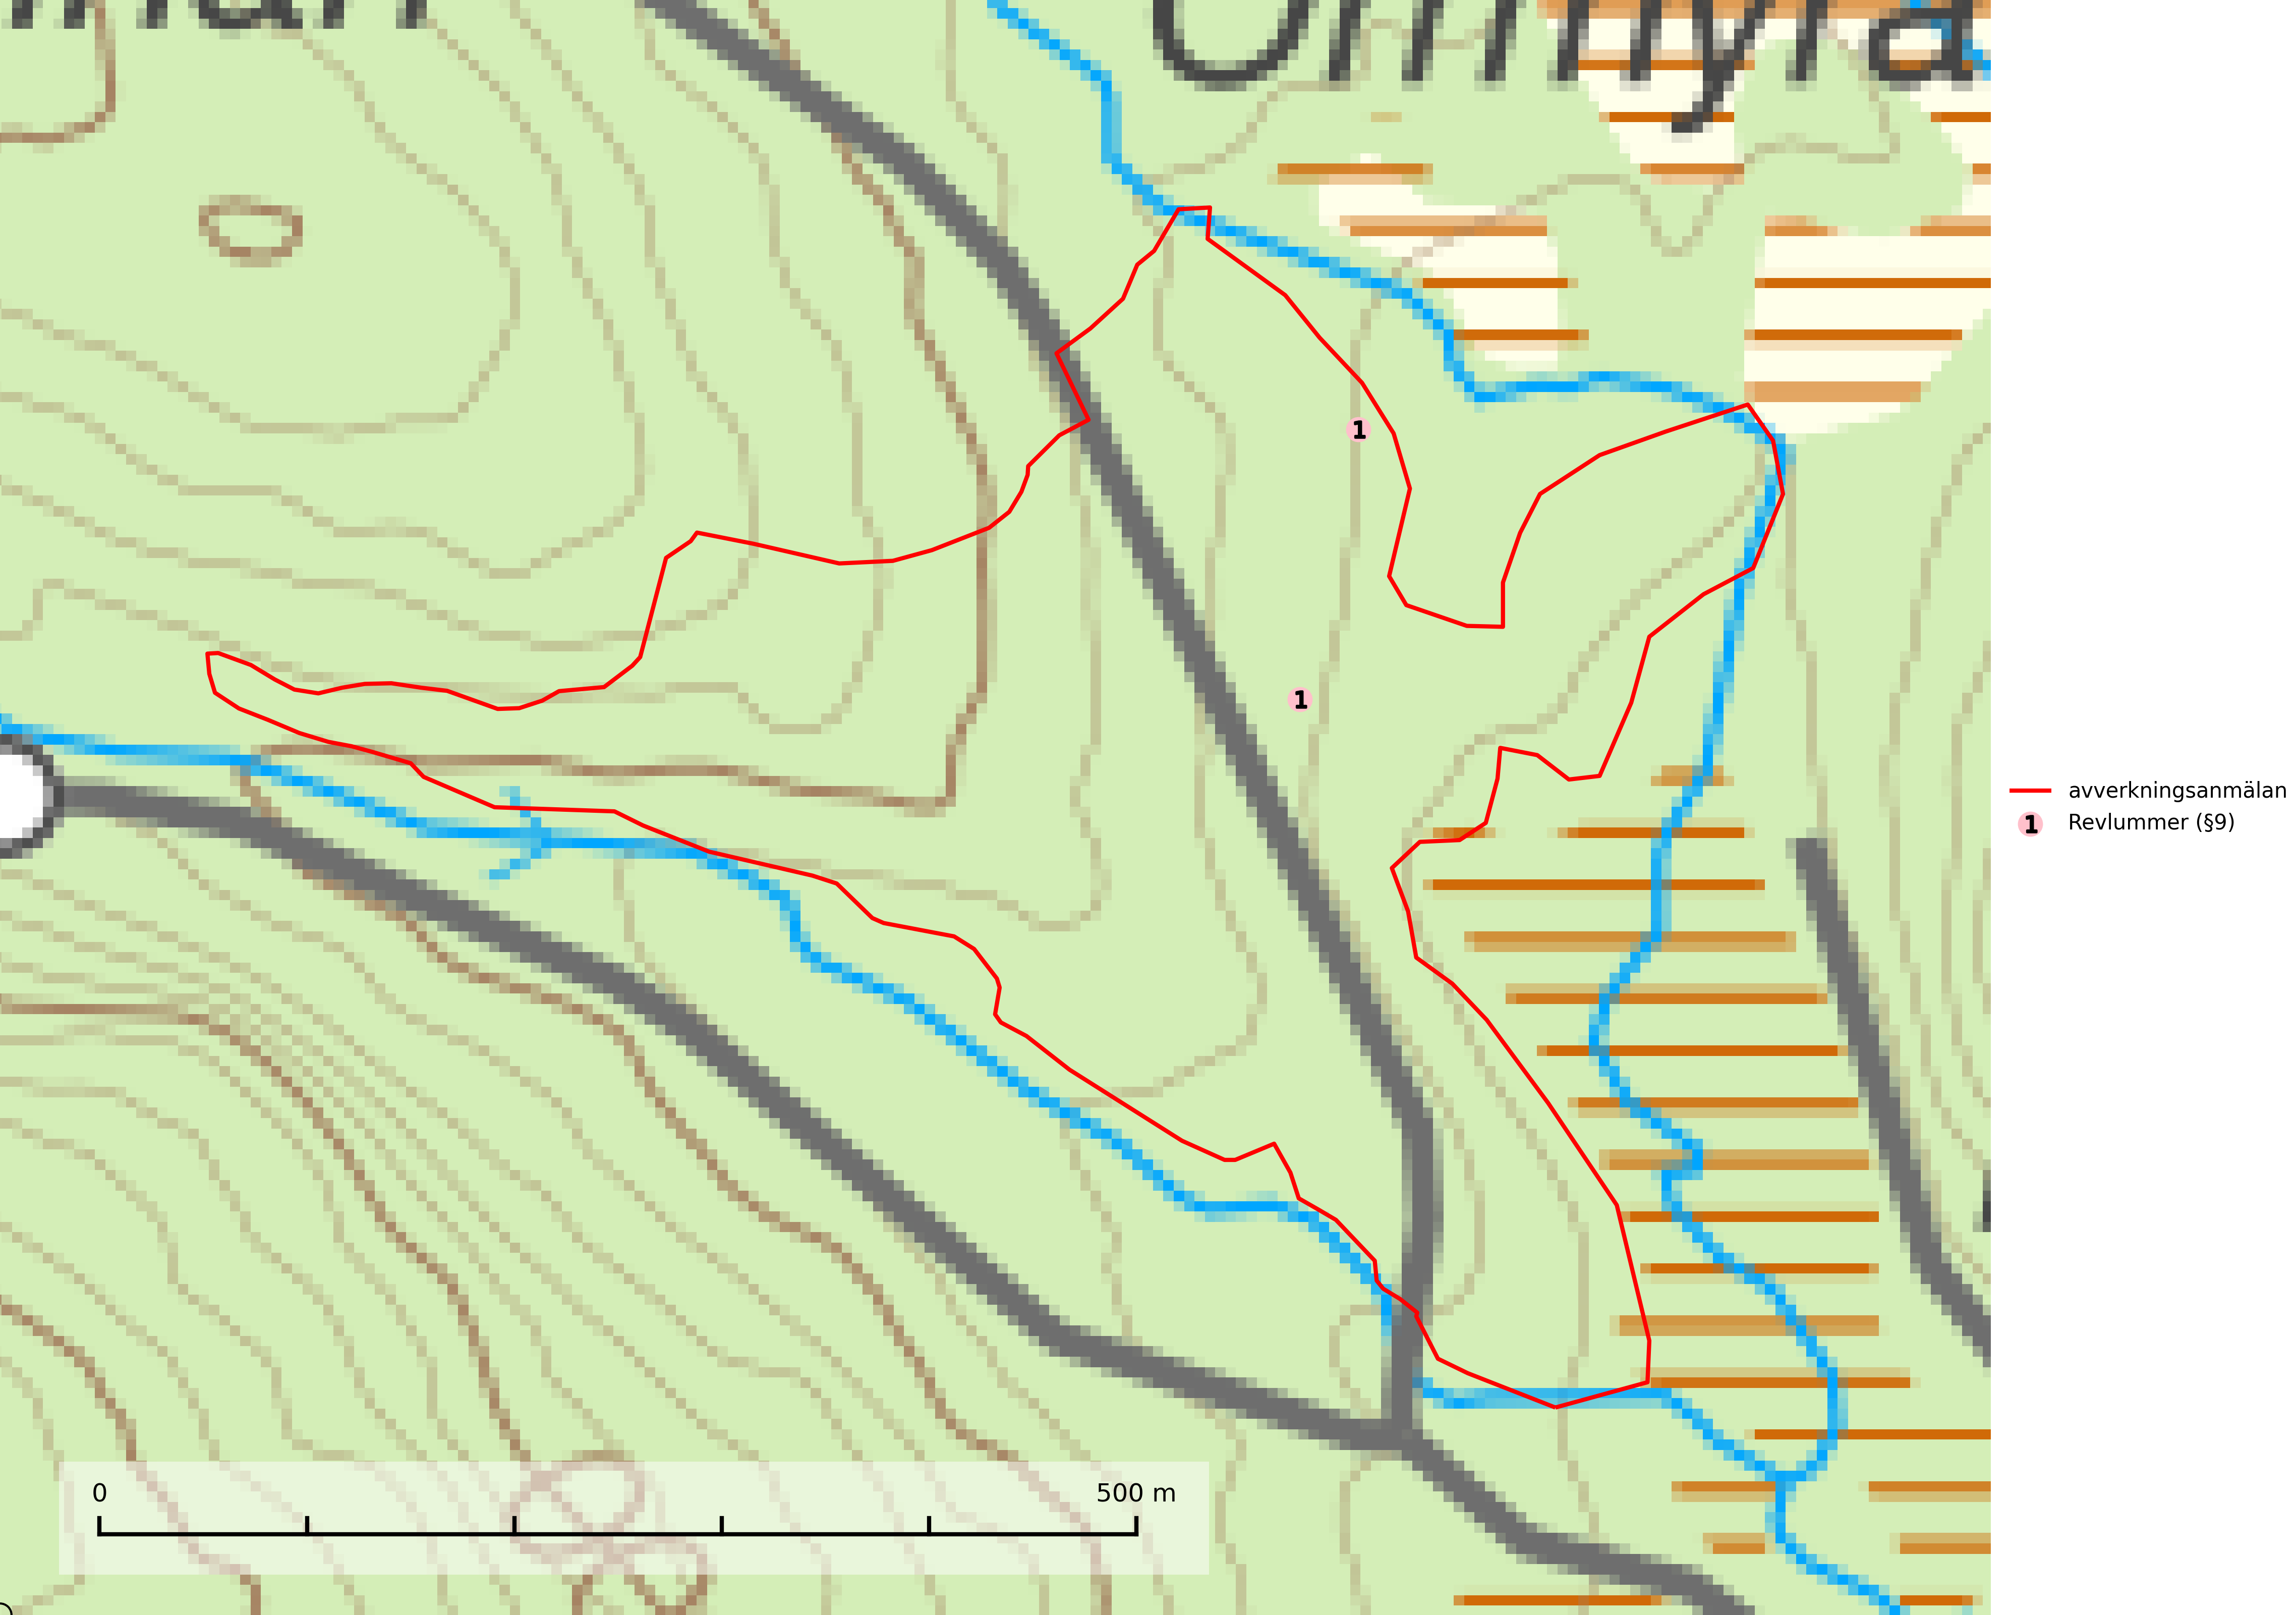 1
1
avverkningsanmälan
1 Revlummer (§9)
0 500 m